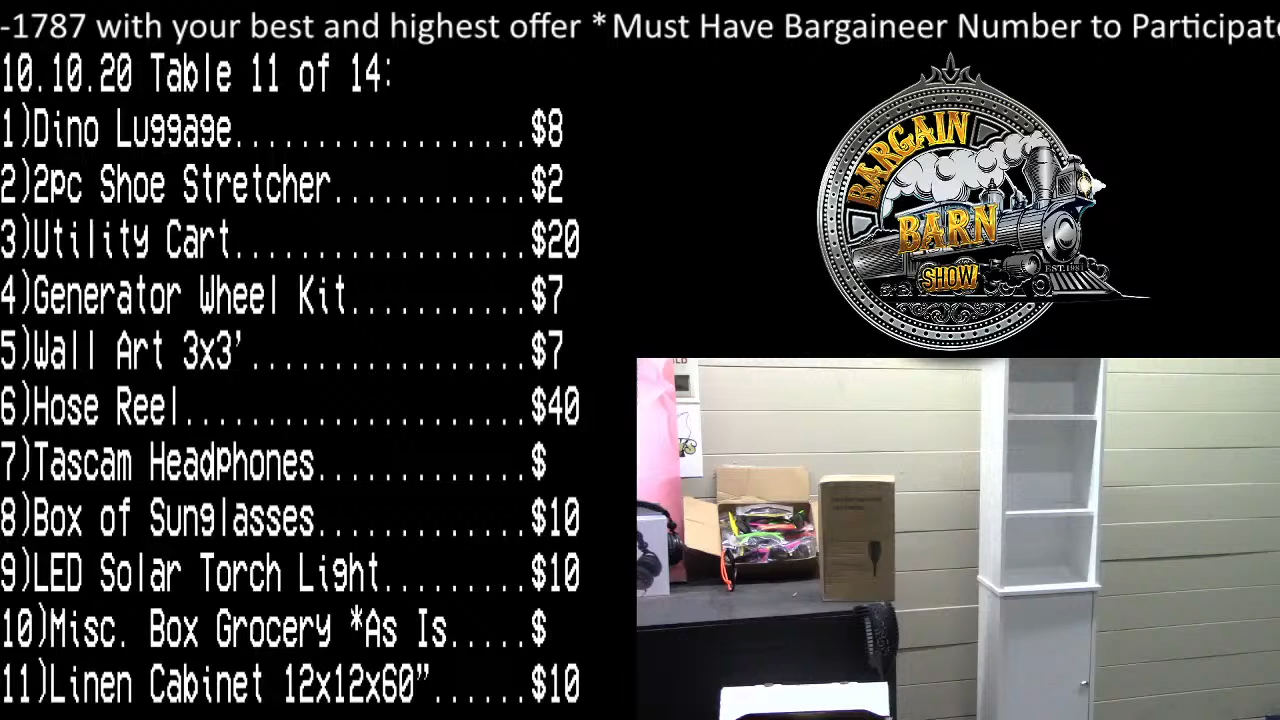 -1787 with your best and highest offer *Must Have Bargaineer Number to Participate
10.10.20 Table 11 of 14:
1)Dino Luggage..................$8
2)2pc Shoe Stretcher............$2
3)Utility Cart..................$20
4)Generator Wheel Kit...........$7
5)Wall Art 3x3'.................$7
6)Hose Reel.....................$40
7)Tascam Headphones.............$
8)Box of Sunglasses.............$10
9)LED Solar Torch Light.........$10
10)Misc. Box Grocery *As Is.....$
11)Linen Cabinet 12x12x60”......$10
BARGAIN
BARN
SHOW